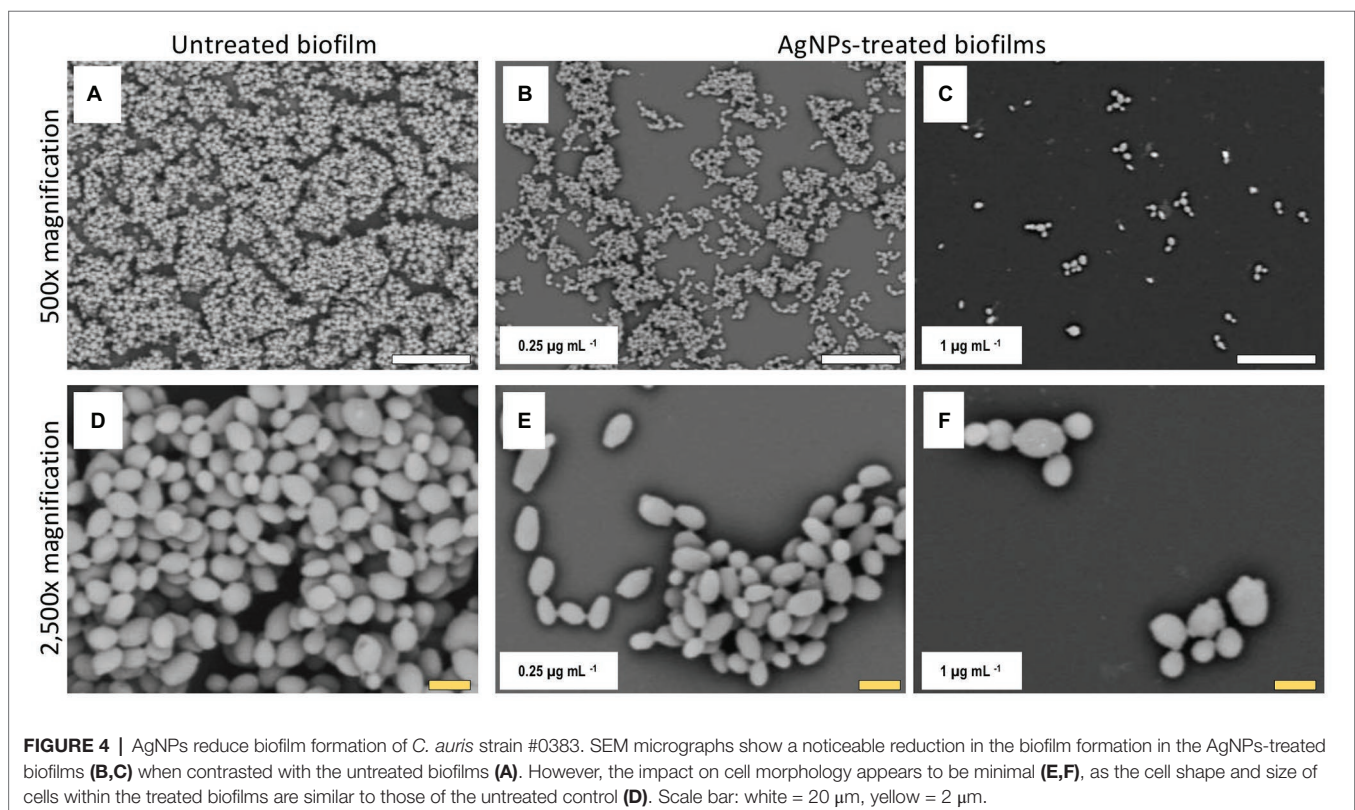 Untreated biofilm
AgNPs-treated biofilms
500x magnification
A
B
0.25 µg mL -1
C
1 µg mL -1
2,500x magnification
D
E
0.25 µg mL -1
F
1 µg mL -1
FIGURE 4 | AgNPs reduce biofilm formation of C. auris strain #0383. SEM micrographs show a noticeable reduction in the biofilm formation in the AgNPs-treated
biofilms (B,C) when contrasted with the untreated biofilms (A). However, the impact on cell morphology appears to be minimal (E,F), as the cell shape and size of
cells within the treated biofilms are similar to those of the untreated control (D). Scale bar: white = 20 μm, yellow = 2 μm.